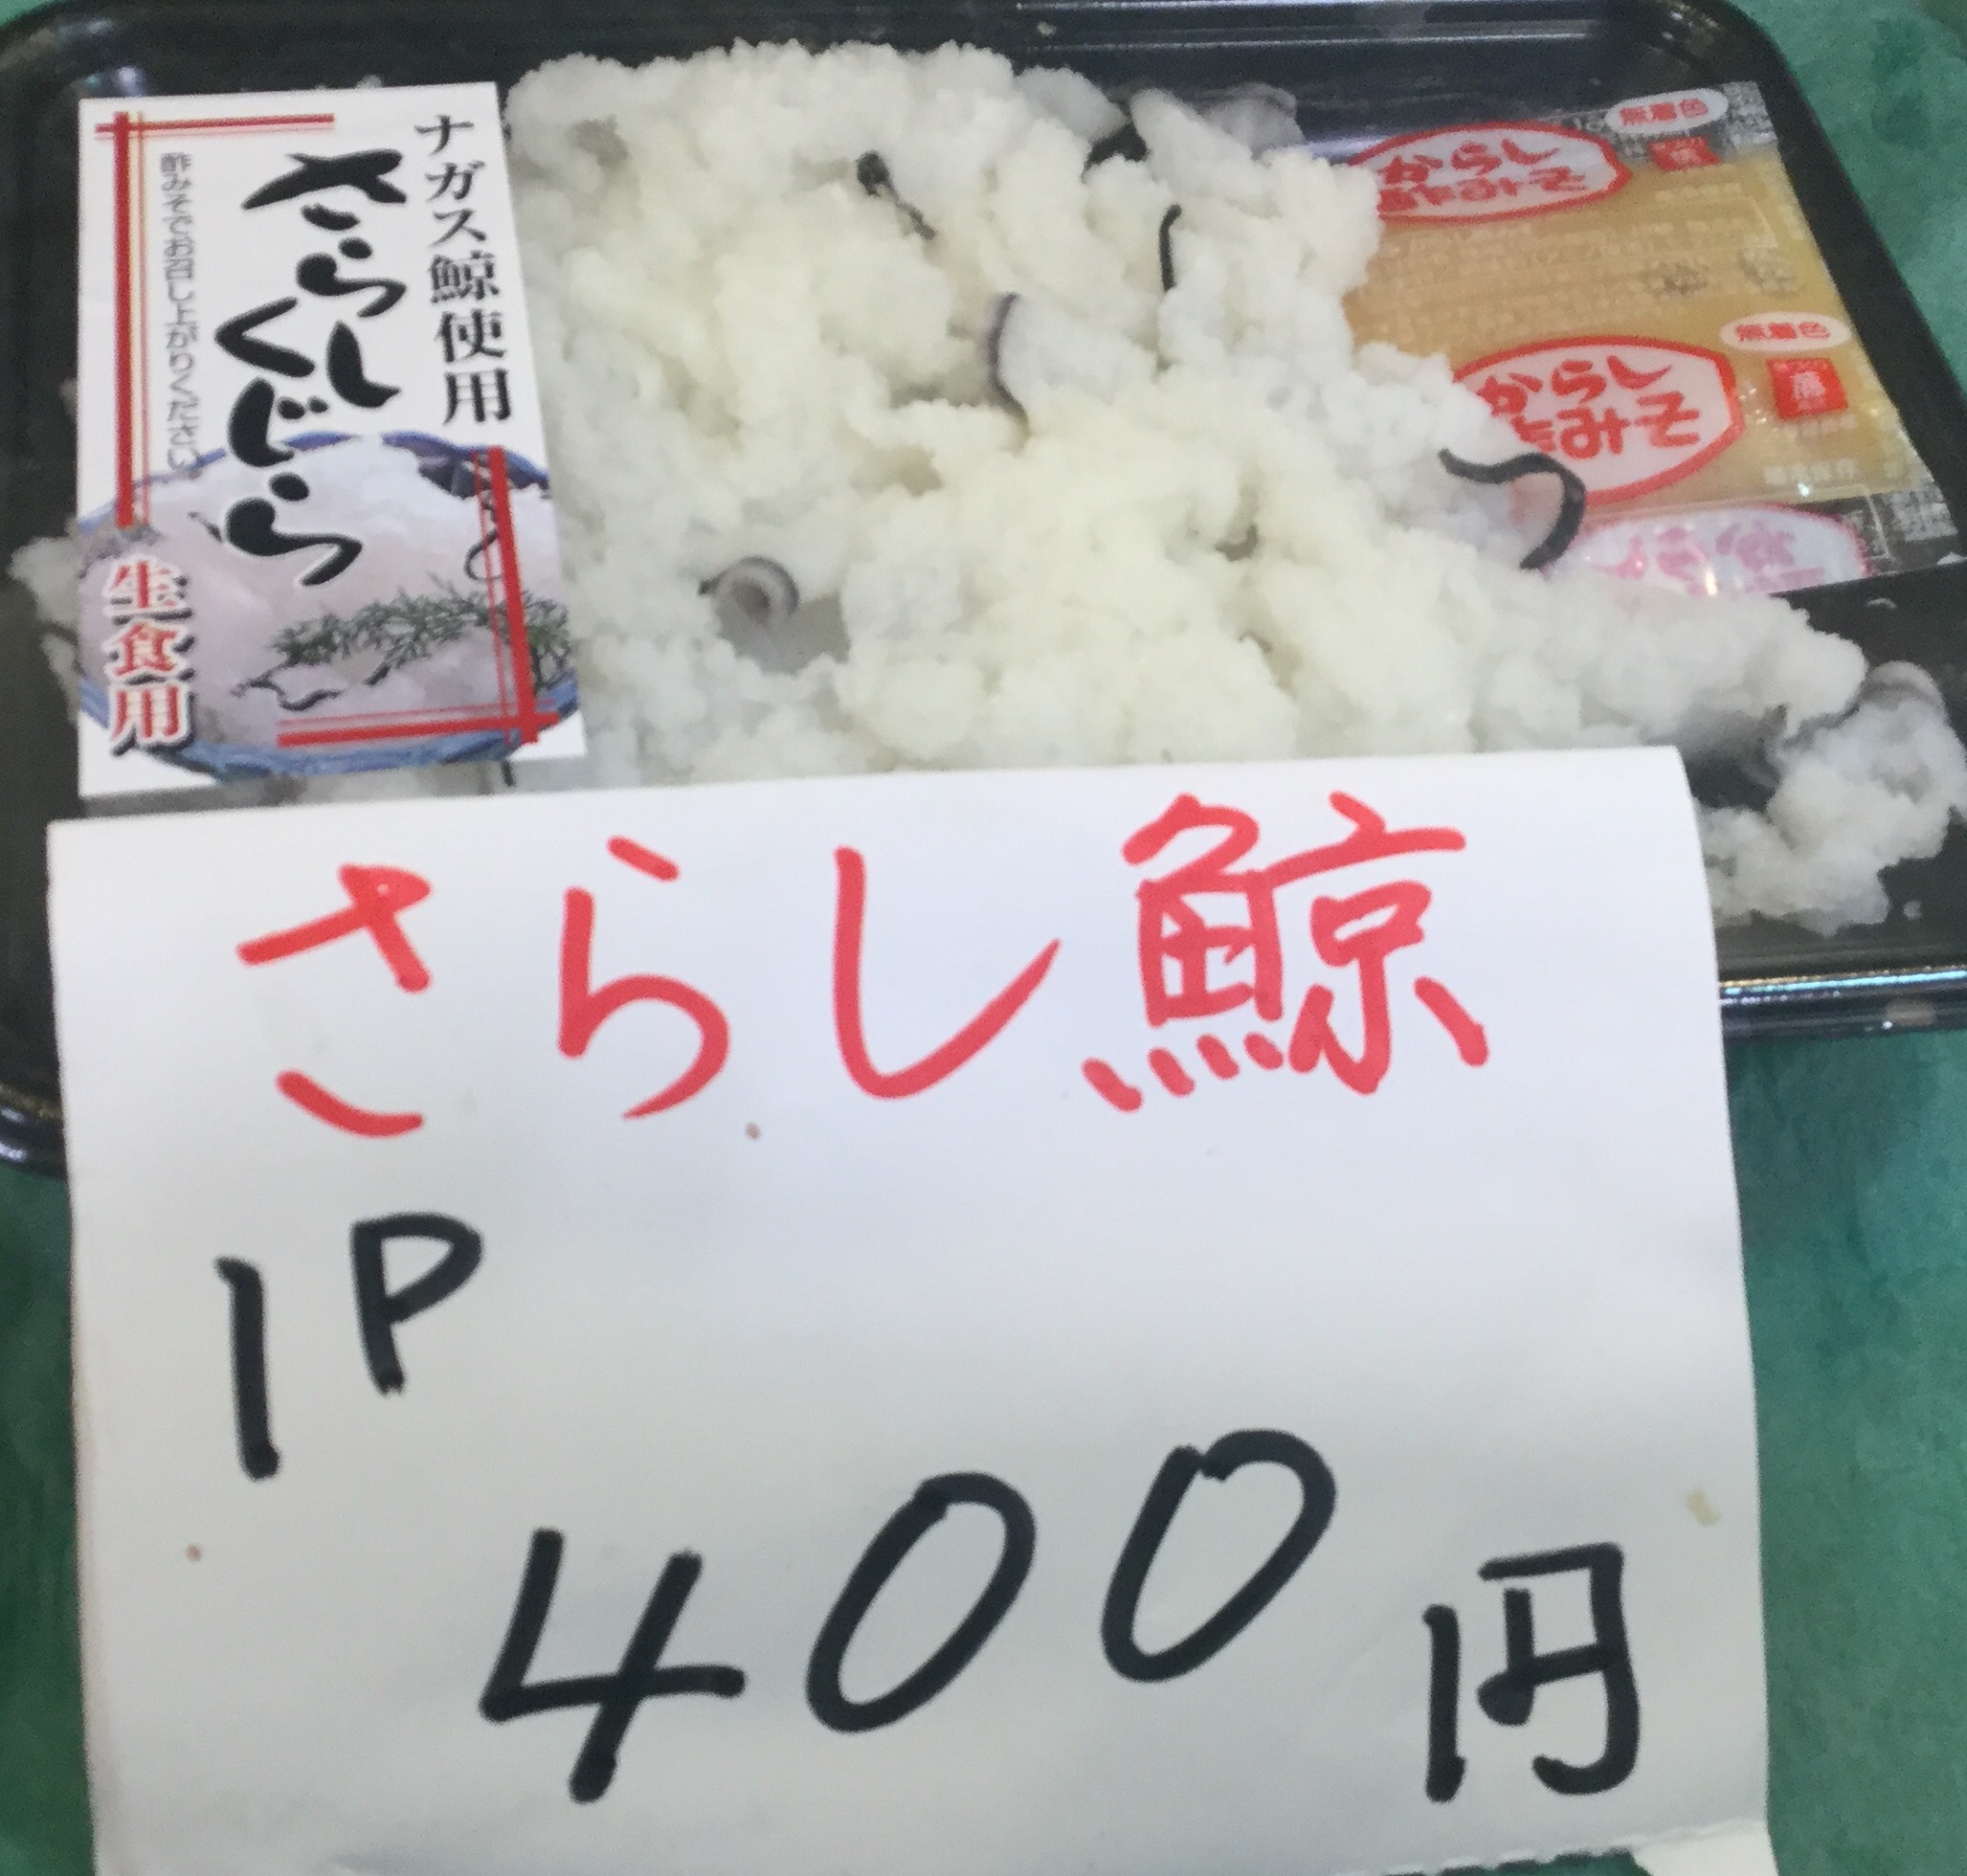 ナガス鯨使用
さらしくじら
酢みそでお召し上がりください
生食用
無着色
からし
酢みそ
無着色
からし
酢みそ
さらし鯨
1P
400円